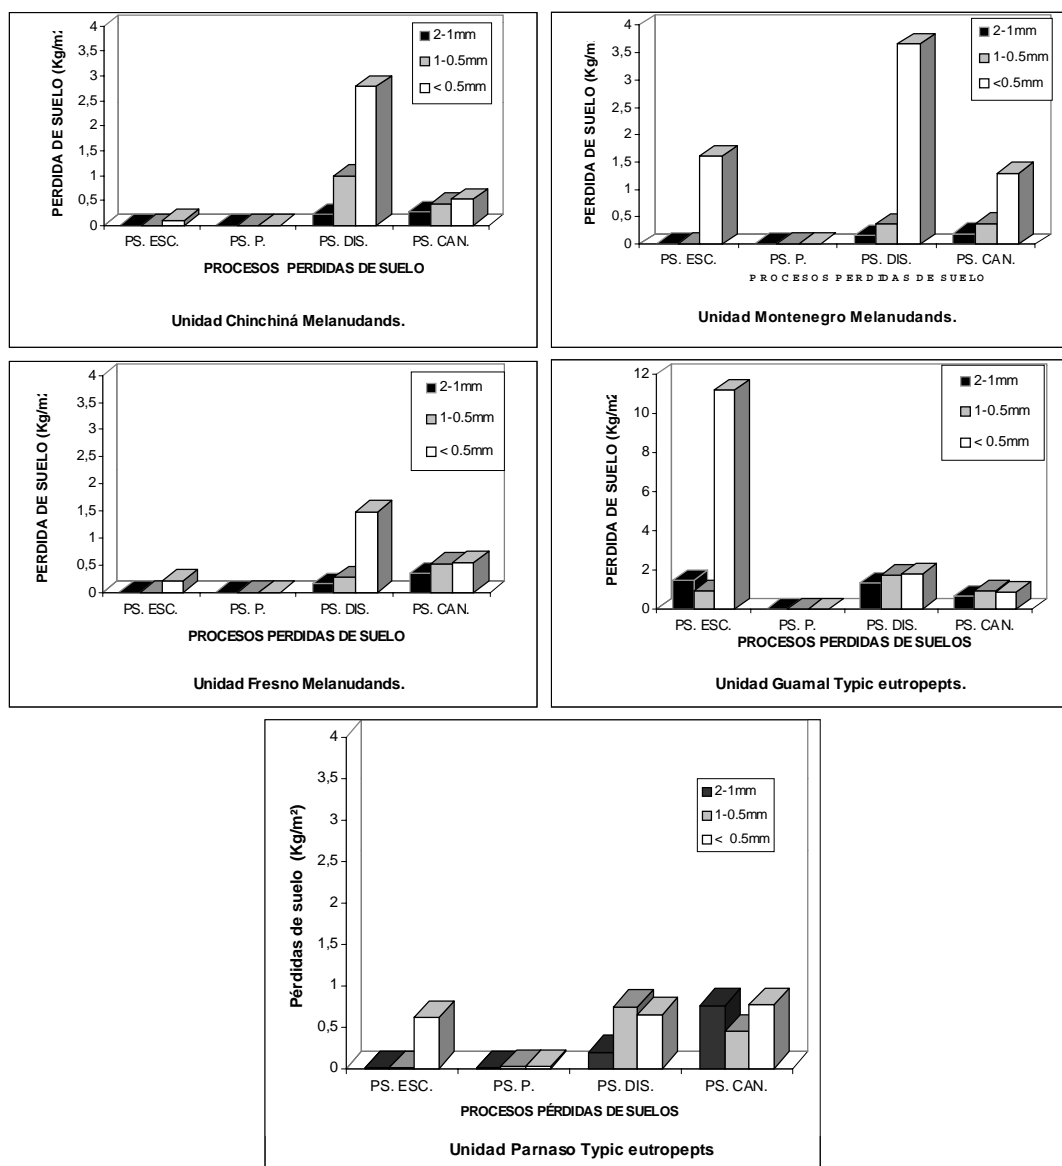 PERDIDA DE SUELO (Kg/m2
4
3,5
3
2,5
2
1,5
1
0,5
0
2-1mm
1-0.5mm
< 0.5mm
PS. ESC. PS. P. PS. DIS. PS. CAN.
PROCESOS PERDIDAS DE SUELO
Unidad Chinchiná Melanudands.
PERDIDA DE SUELO (Kg/m
4
3,5
3
2,5
2
1,5
1
0,5
0
2-1mm
1-0.5mm
<0.5mm
PS. ESC. PS. P. PS. DIS. PS. CAN.
PROCESOS PERDIDAS DE SUELO
Unidad Montenegro Melanudands.
PERDIDA DE SUELO (Kg/m2
4
3,5
3
2,5
2
1,5
1
0,5
0
2-1mm
1-0.5mm
< 0.5mm
PS. ESC. PS. P. PS. DIS. PS. CAN.
PROCESOS PERDIDAS DE SUELO
Unidad Fresno Melanudands.
PERDIDA DE SUELO (Kg/m2
12
10
8
6
4
2
0
2-1mm
1-0.5mm
< 0.5mm
PS. ESC. PS. P. PS. DIS. PS. CAN.
PROCESOS PERDIDAS DE SUELOS
Unidad Guamal Typic eutropepts.
Pérdidas de suelo (Kg/m²)
4
3,5
3
2,5
2
1,5
1
0,5
0
2-1mm
1-0.5mm
< 0.5mm
PS. ESC. PS. P. PS. DIS. PS. CAN.
PROCESOS PÉRDIDAS DE SUELOS
Unidad Parnaso Typic eutropepts